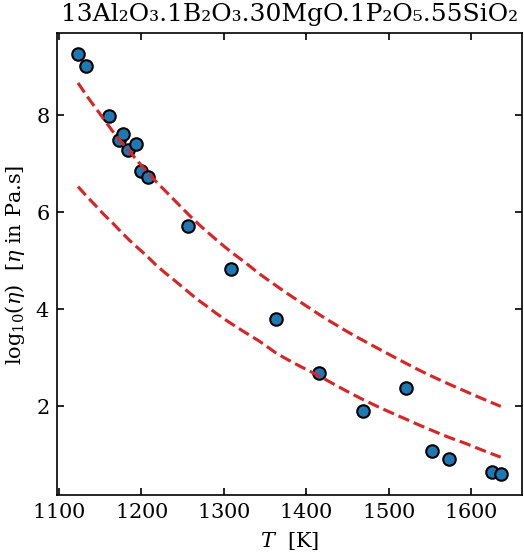 13Al₂O₃.1B₂O₃.30MgO.1P₂O₅.55SiO₂
8
6
4
2
log₁₀(η) [η in Pa.s]
1100 1200 1300 1400 1500 1600
T [K]